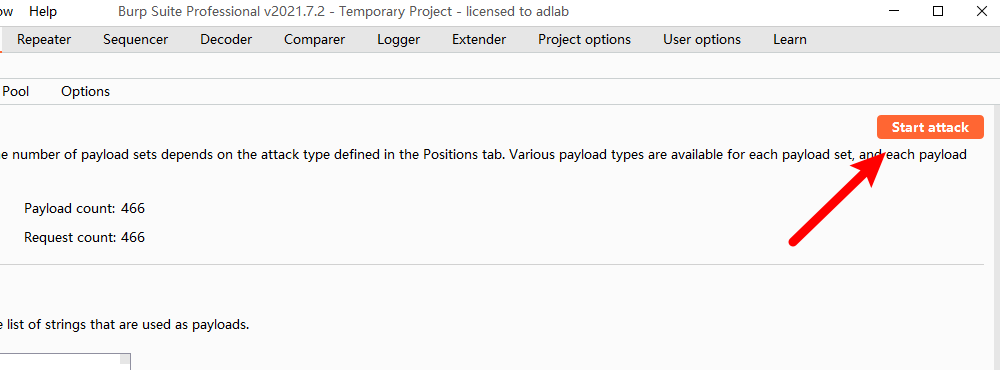 ow Help Burp Suite Professional v2021.7.2 - Temporary Project - licensed to adlab
Repeater Sequencer Decoder Comparer Logger Extender Project options User options Learn
Pool Options
Start attack
e number of payload sets depends on the attack type defined in the Positions tab. Various payload types are available for each payload set, and each payload
Payload count: 466
Request count: 466
e list of strings that are used as payloads.